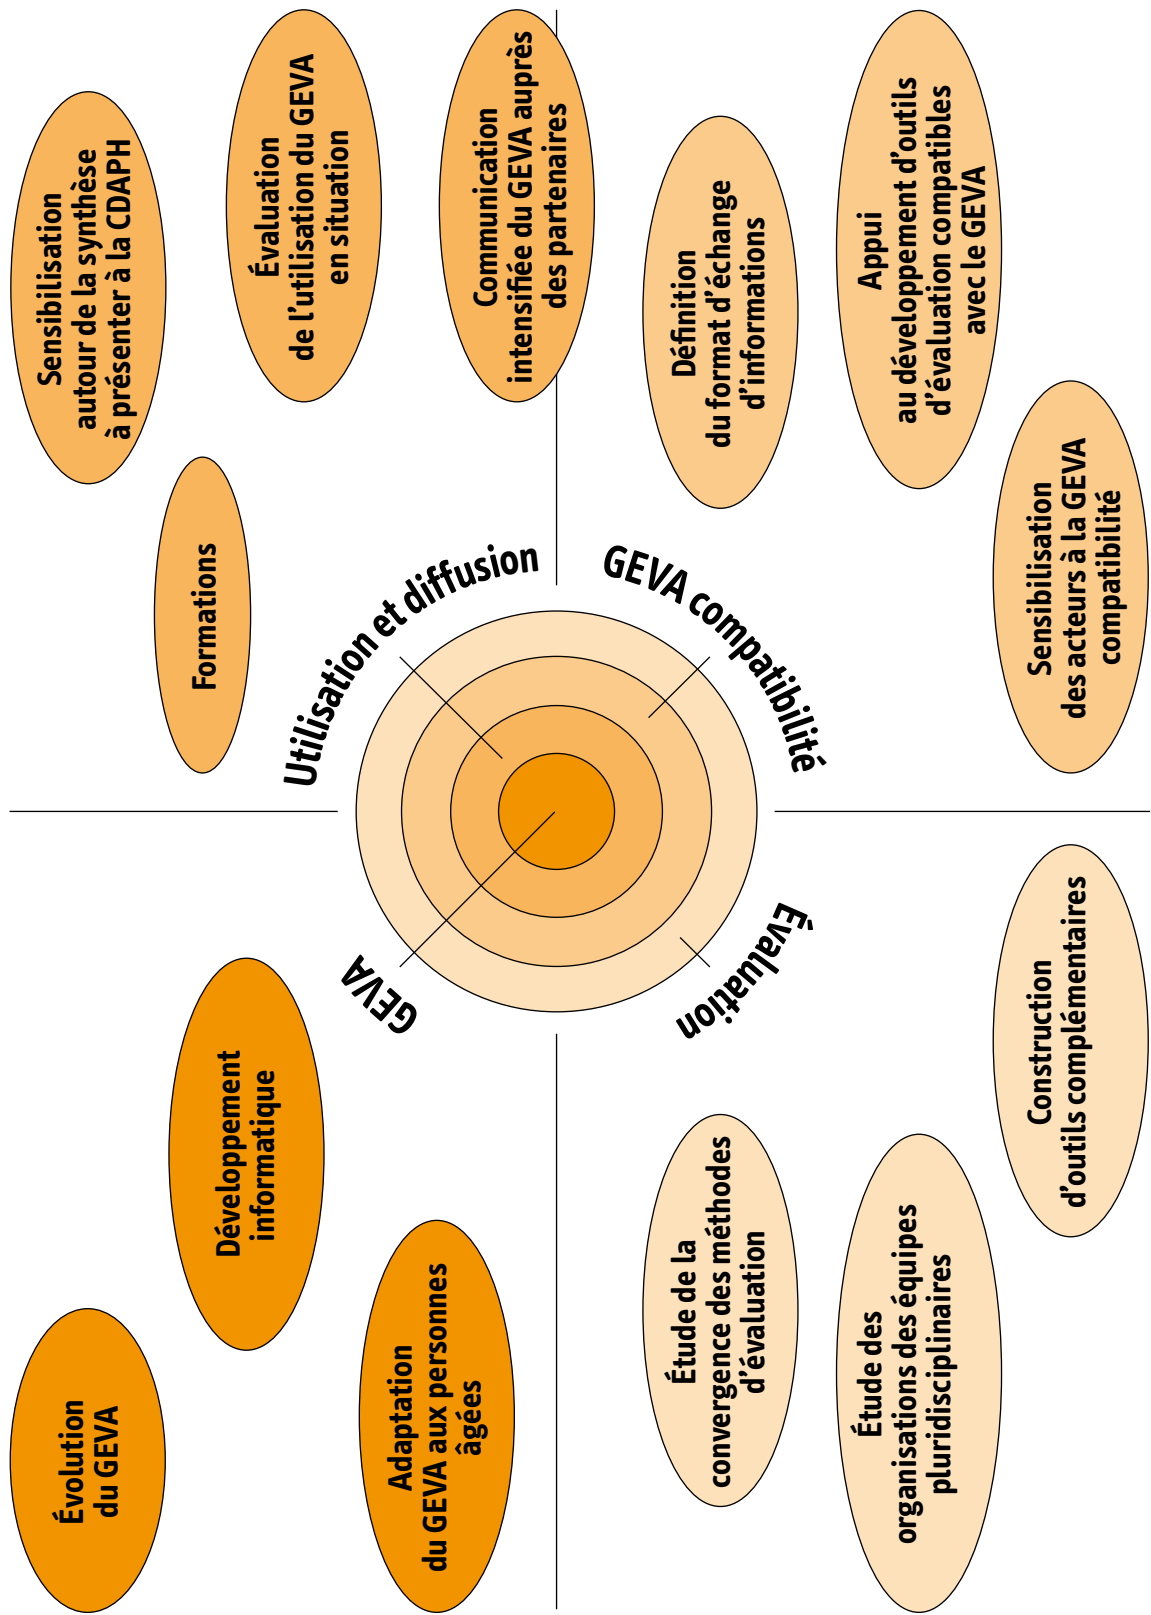 Évolution
du GEVA
Développement
informatique
Adaptation
du GEVA aux personnes
âgées
GEVA
Sensibilisation
autour de la synthèse
à présenter à la CDAPH
Formations
Évaluation
de l'utilisation du GEVA
en situation
Communication
intensifiée du GEVA auprès
des partenaires
Utilisation et diffusion
Évaluation
Étude de la
convergence des méthodes
d'évaluation
Étude des
organisations des équipes
pluridisciplinaires
Construction
d'outils complémentaires
GEVA compatibilité
Définition
du format d'échange
d'informations
Appui
au développement d'outils
d'évaluation compatibles
avec le GEVA
Sensibilisation
des acteurs à la GEVA
compatibilité